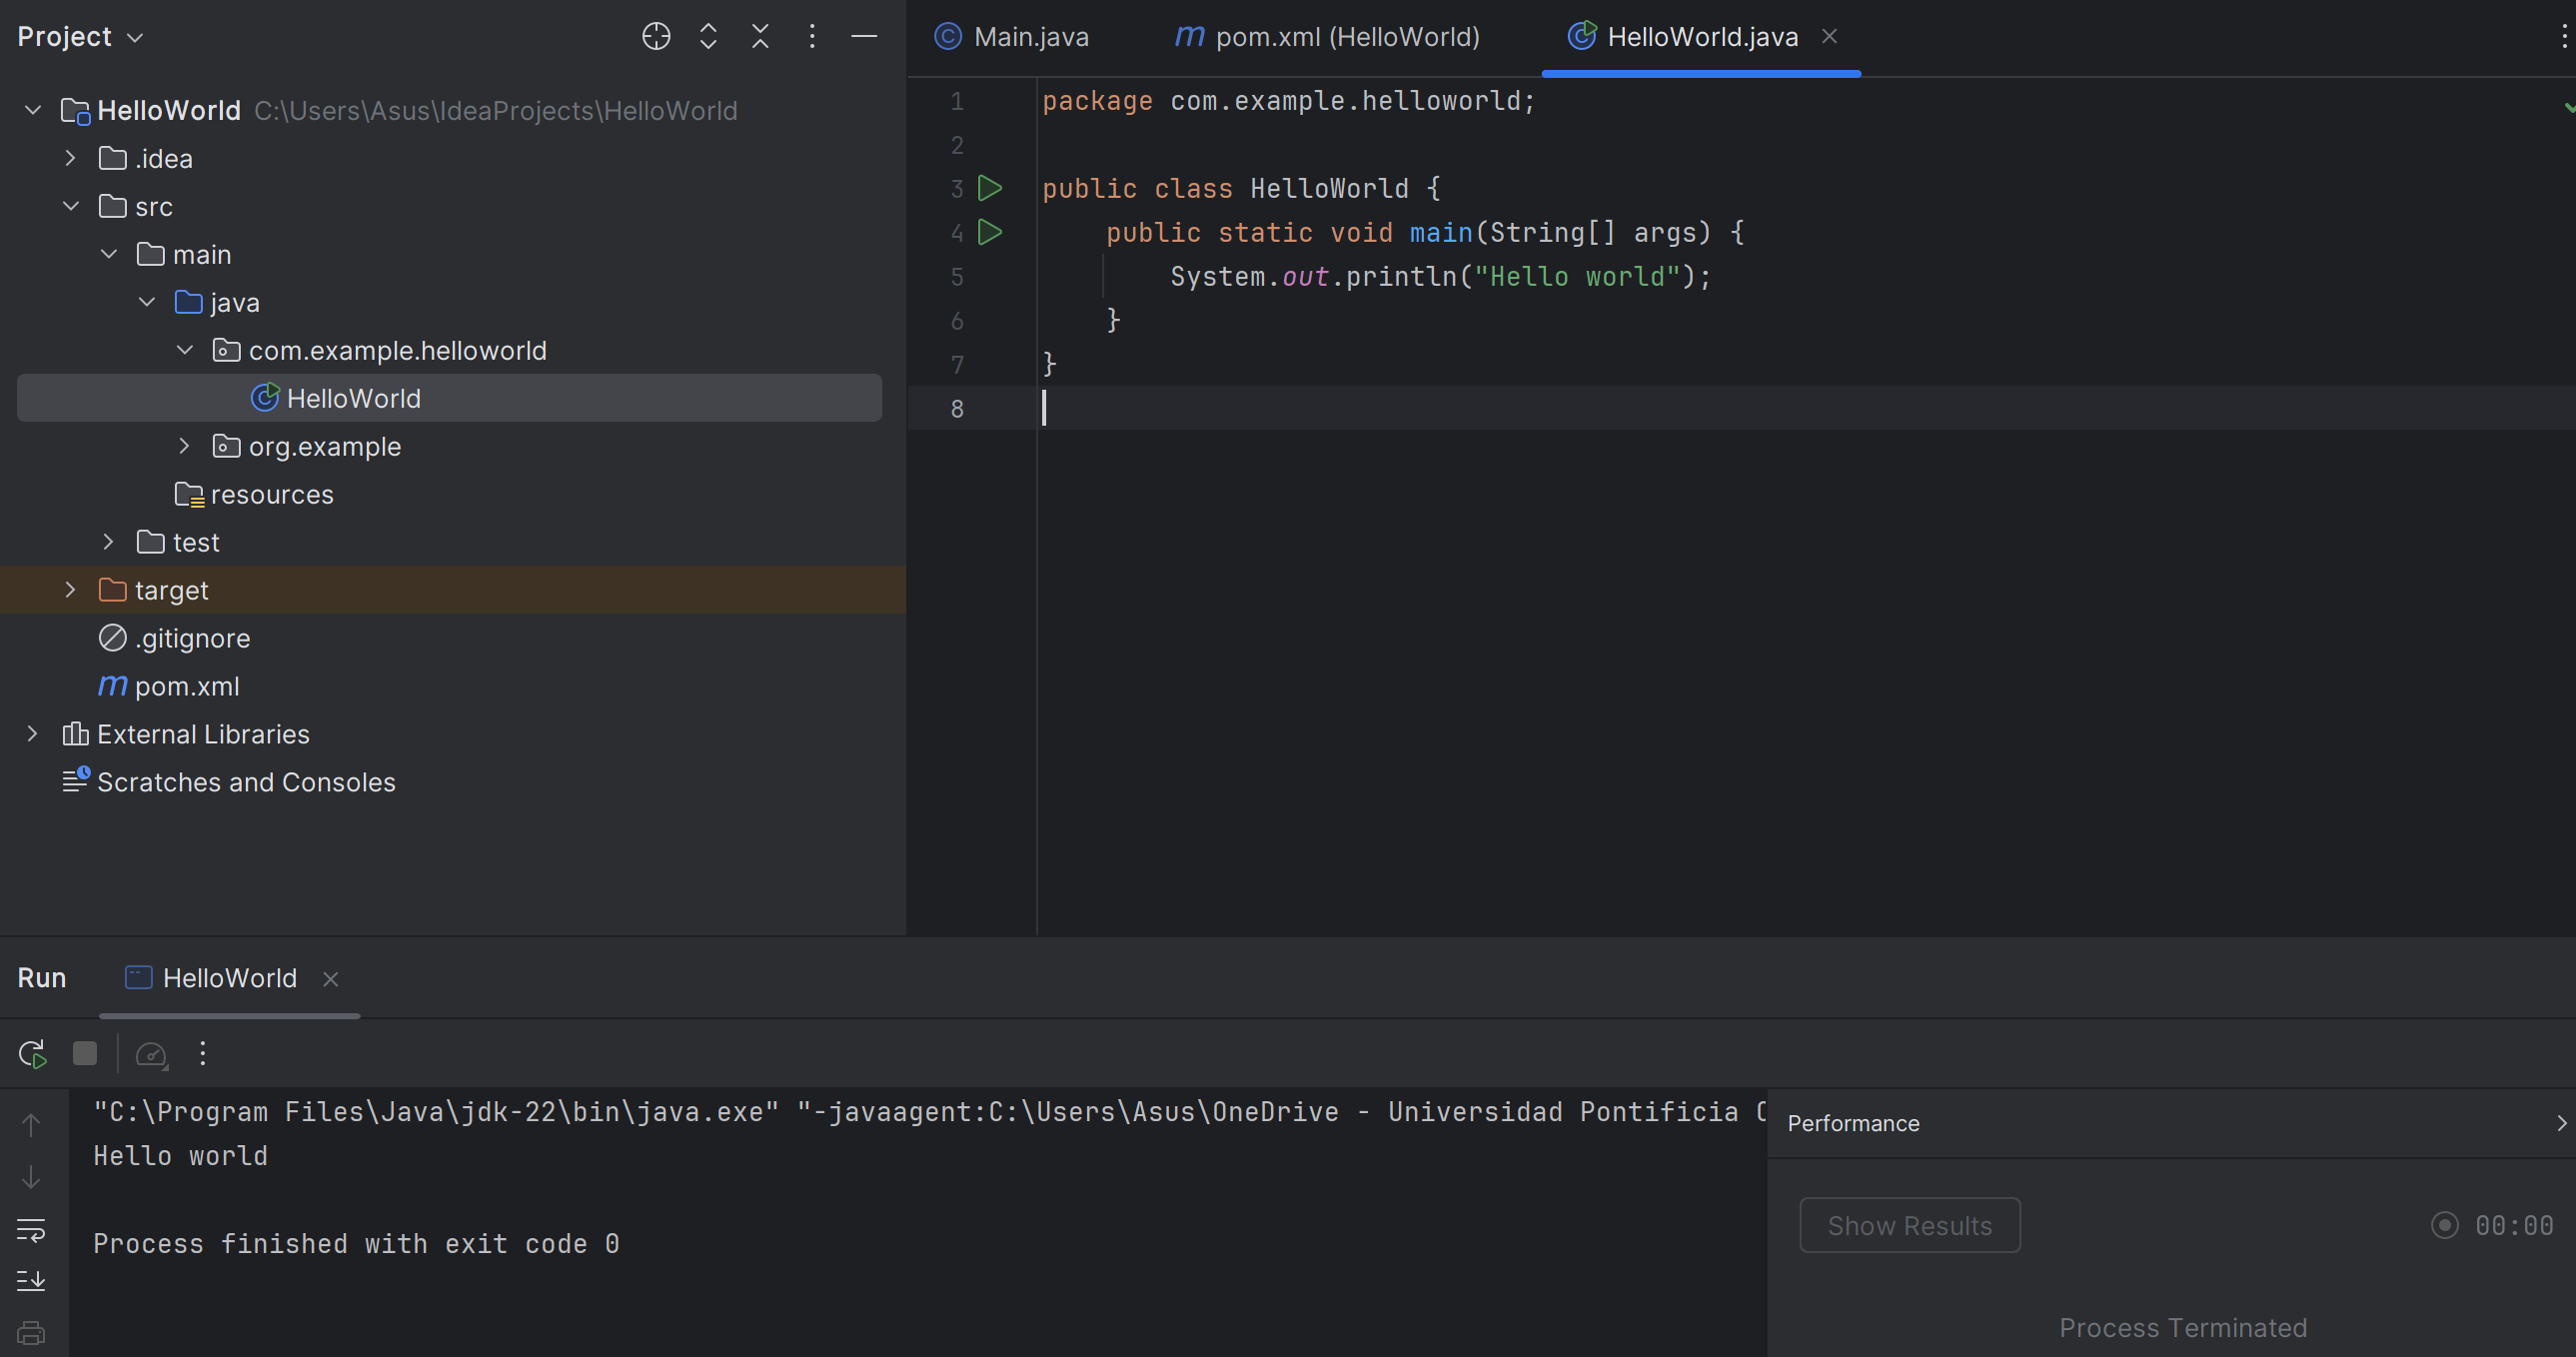 Project
HelloWorld C:\Users\Asus\IdeaProjects\HelloWorld
.idea
src
main
java
com.example.helloworld
HelloWorld
org.example
resources
test
target
.gitignore
pom.xml
External Libraries
Scratches and Consoles
Main.java pom.xml (HelloWorld) HelloWorld.java
1 package com.example.helloworld;
2
3 public class HelloWorld {
4 public static void main(String[] args) {
5 System.out.println("Hello world");
6 }
7 }
8
Run HelloWorld
"C:\Program Files\Java\jdk-22\bin\java.exe" "-javaagent:C:\Users\Asus\OneDrive - Universidad Pontificia
Hello world
Process finished with exit code 0
Performance
Show Results 00:00
Process Terminated